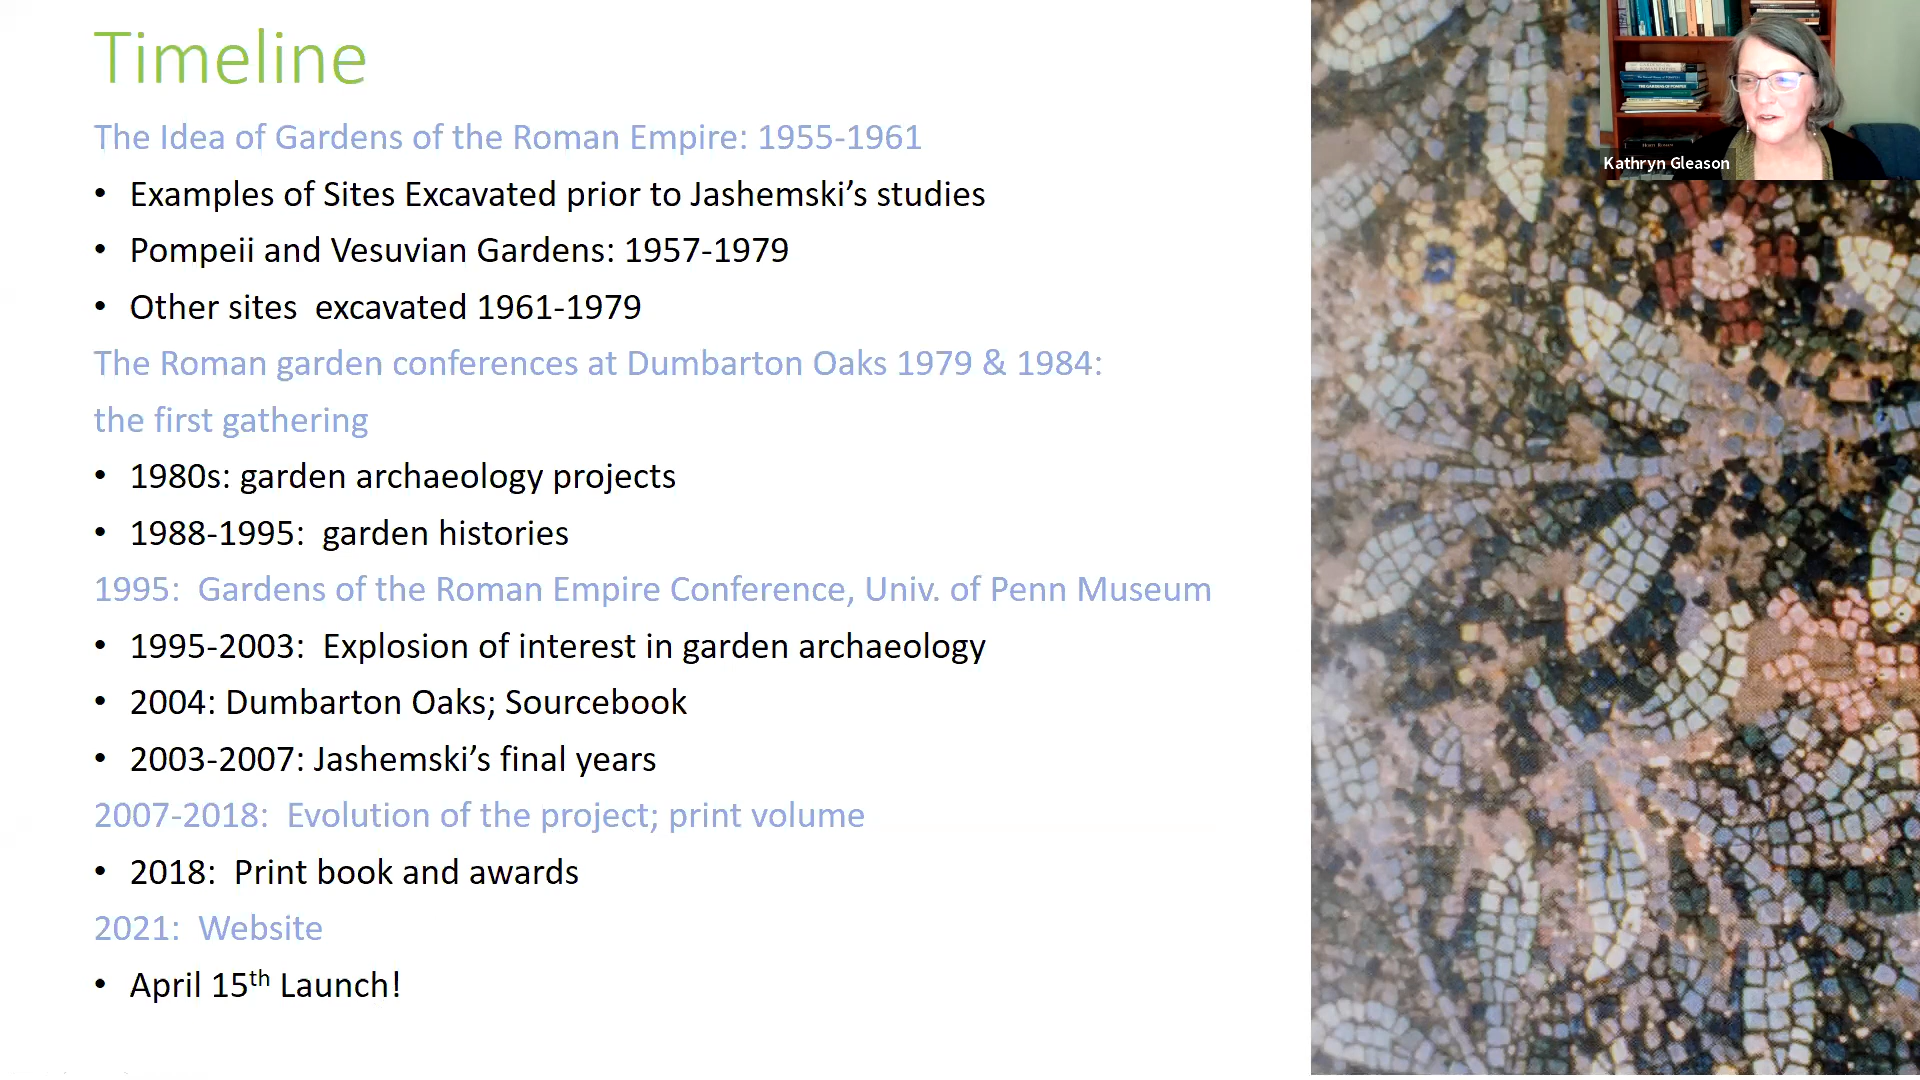 Timeline
The Idea of Gardens of the Roman Empire: 1955-1961
• Examples of Sites Excavated prior to Jashemski’s studies
• Pompeii and Vesuvian Gardens: 1957-1979
• Other sites  excavated 1961-1979
The Roman garden conferences at Dumbarton Oaks 1979 & 1984:
the first gathering
• 1980s: garden archaeology projects
• 1988-1995:  garden histories
1995:  Gardens of the Roman Empire Conference, Univ. of Penn Museum
• 1995-2003:  Explosion of interest in garden archaeology
• 2004: Dumbarton Oaks; Sourcebook
• 2003-2007: Jashemski’s final years
2007-2018:  Evolution of the project; print volume
• 2018:  Print book and awards
2021:  Website
• April 15th Launch!
Kathryn Gleason